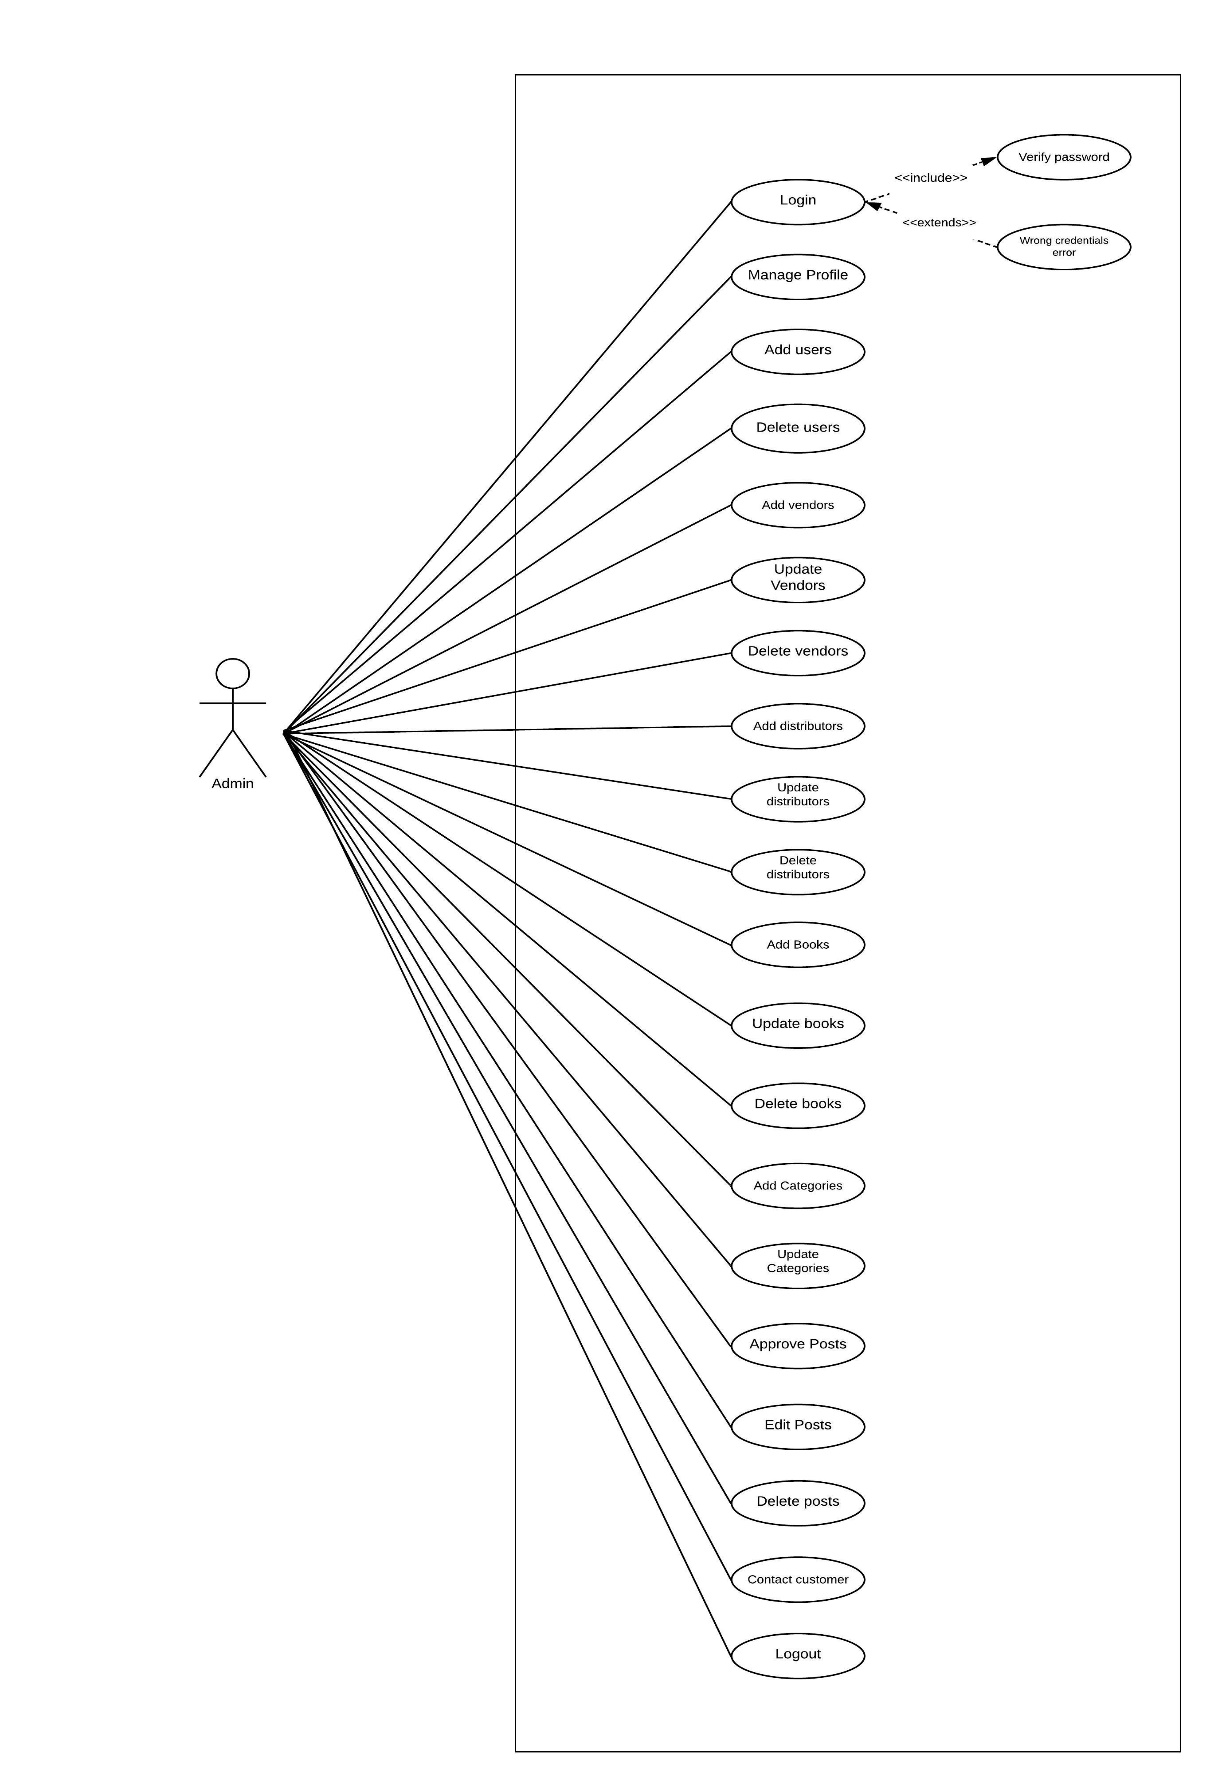 Verify password
<<include>>
Login
<<extends>>
Wrong credentials
error
Manage Profile
Add users
Delete users
Add vendors
Update
Vendors
Delete vendors
Add distributors
Admin
Update
distributors
Delete
distributors
Add Books
Update books
Delete books
Add Categories
Update
Categories
Approve Posts
Edit Posts
Delete posts
Contact customer
Logout